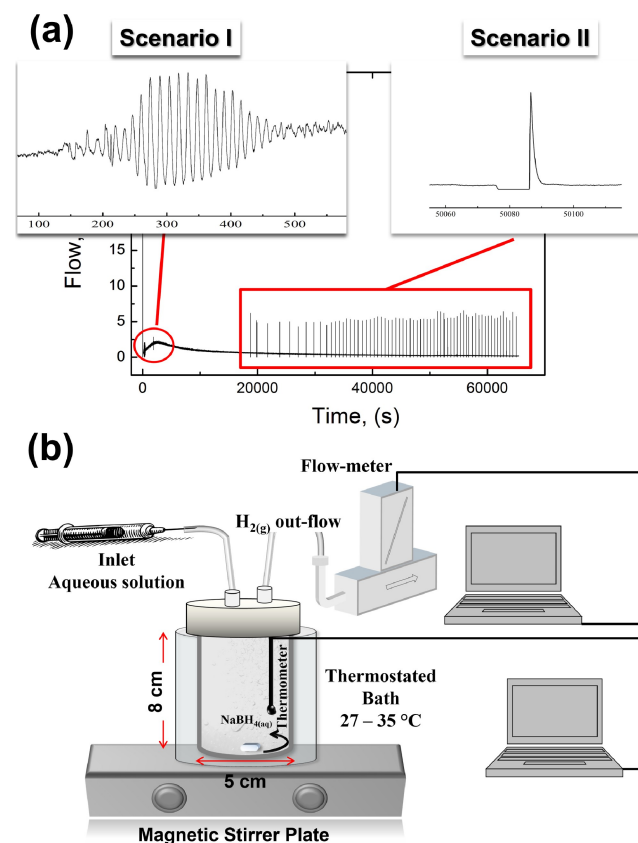 (a)
Scenario I
Scenario II
100 200 300 400 500
50060 50080 50100
Flow,
15
10
5
0
0 20000 40000 60000
Time, (s)
(b)
Flow-meter
H2(g) out-flow
Inlet
Aqueous solution
8 cm
Thermometer
NaBH4(aq)
Thermostated
Bath
27 – 35 °C
5 cm
Magnetic Stirrer Plate